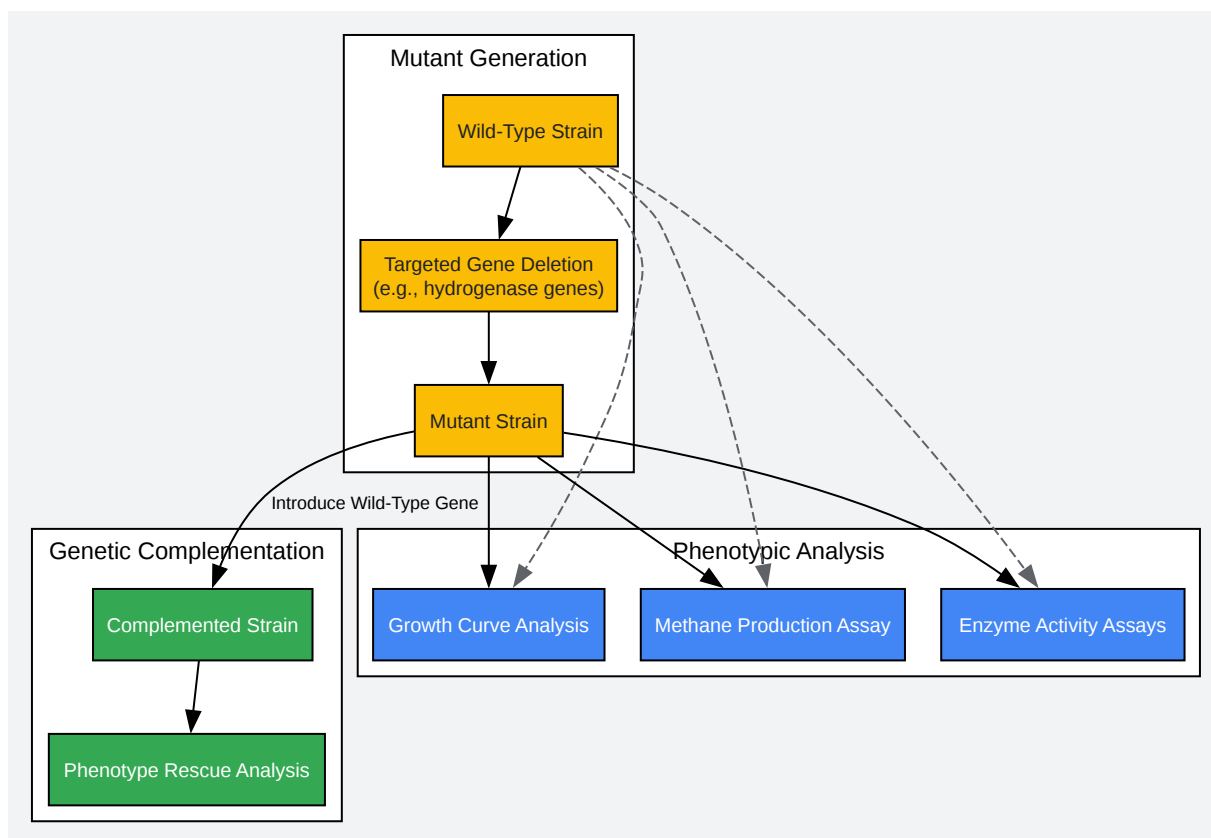 Mutant Generation
Wild-Type Strain
Targeted Gene Deletion
(e.g., hydrogenase genes)
Mutant Strain
Introduce Wild-Type Gene
Genetic Complementation
Complemented Strain
Phenotype Rescue Analysis
Phenotypic Analysis
Growth Curve Analysis
Methane Production Assay
Enzyme Activity Assays